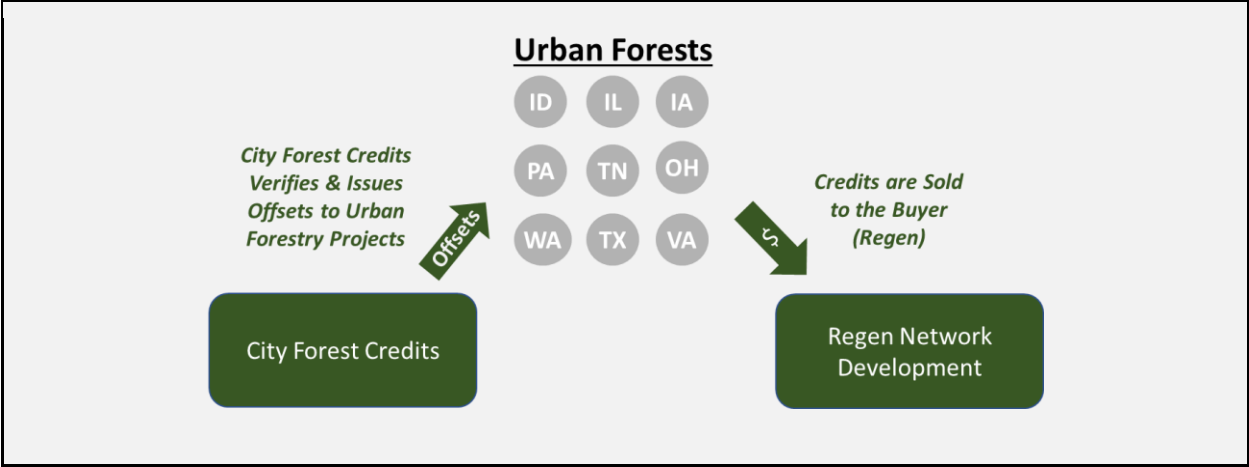 Urban Forests
ID IL IA
PA TN OH
WA TX VA
City Forest Credits
Verifies & Issues
Offsets to Urban
Forestry Projects
Offsets
City Forest Credits
$
Credits are Sold
to the Buyer
(Regen)
Regen Network
Development